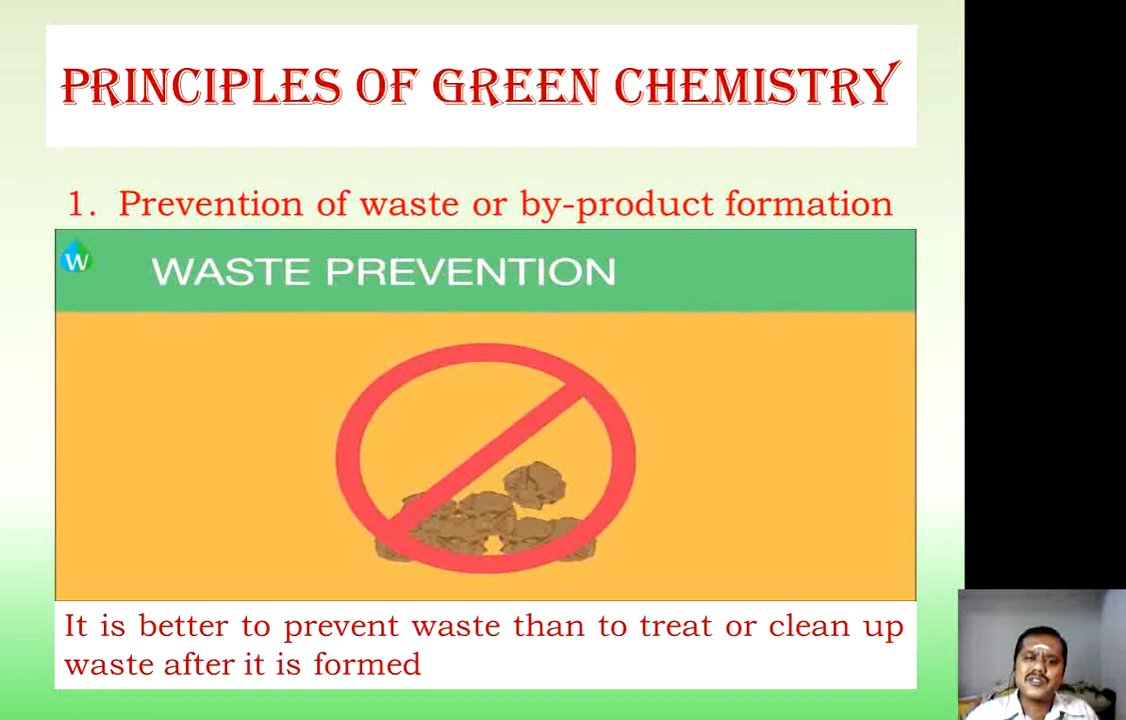 PRINCIPLES OF GREEN CHEMISTRY
1. Prevention of waste or by-product formation
W
WASTE PREVENTION
It is better to prevent waste than to treat or clean up
waste after it is formed